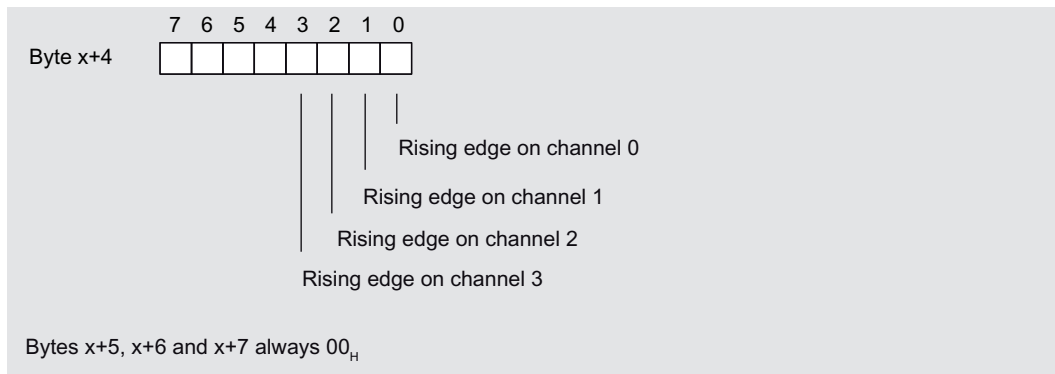 7 6 5 4 3 2 1 0
Byte x+4
Rising edge on channel 0
Rising edge on channel 1
Rising edge on channel 2
Rising edge on channel 3
Bytes x+5, x+6 and x+7 always 00H